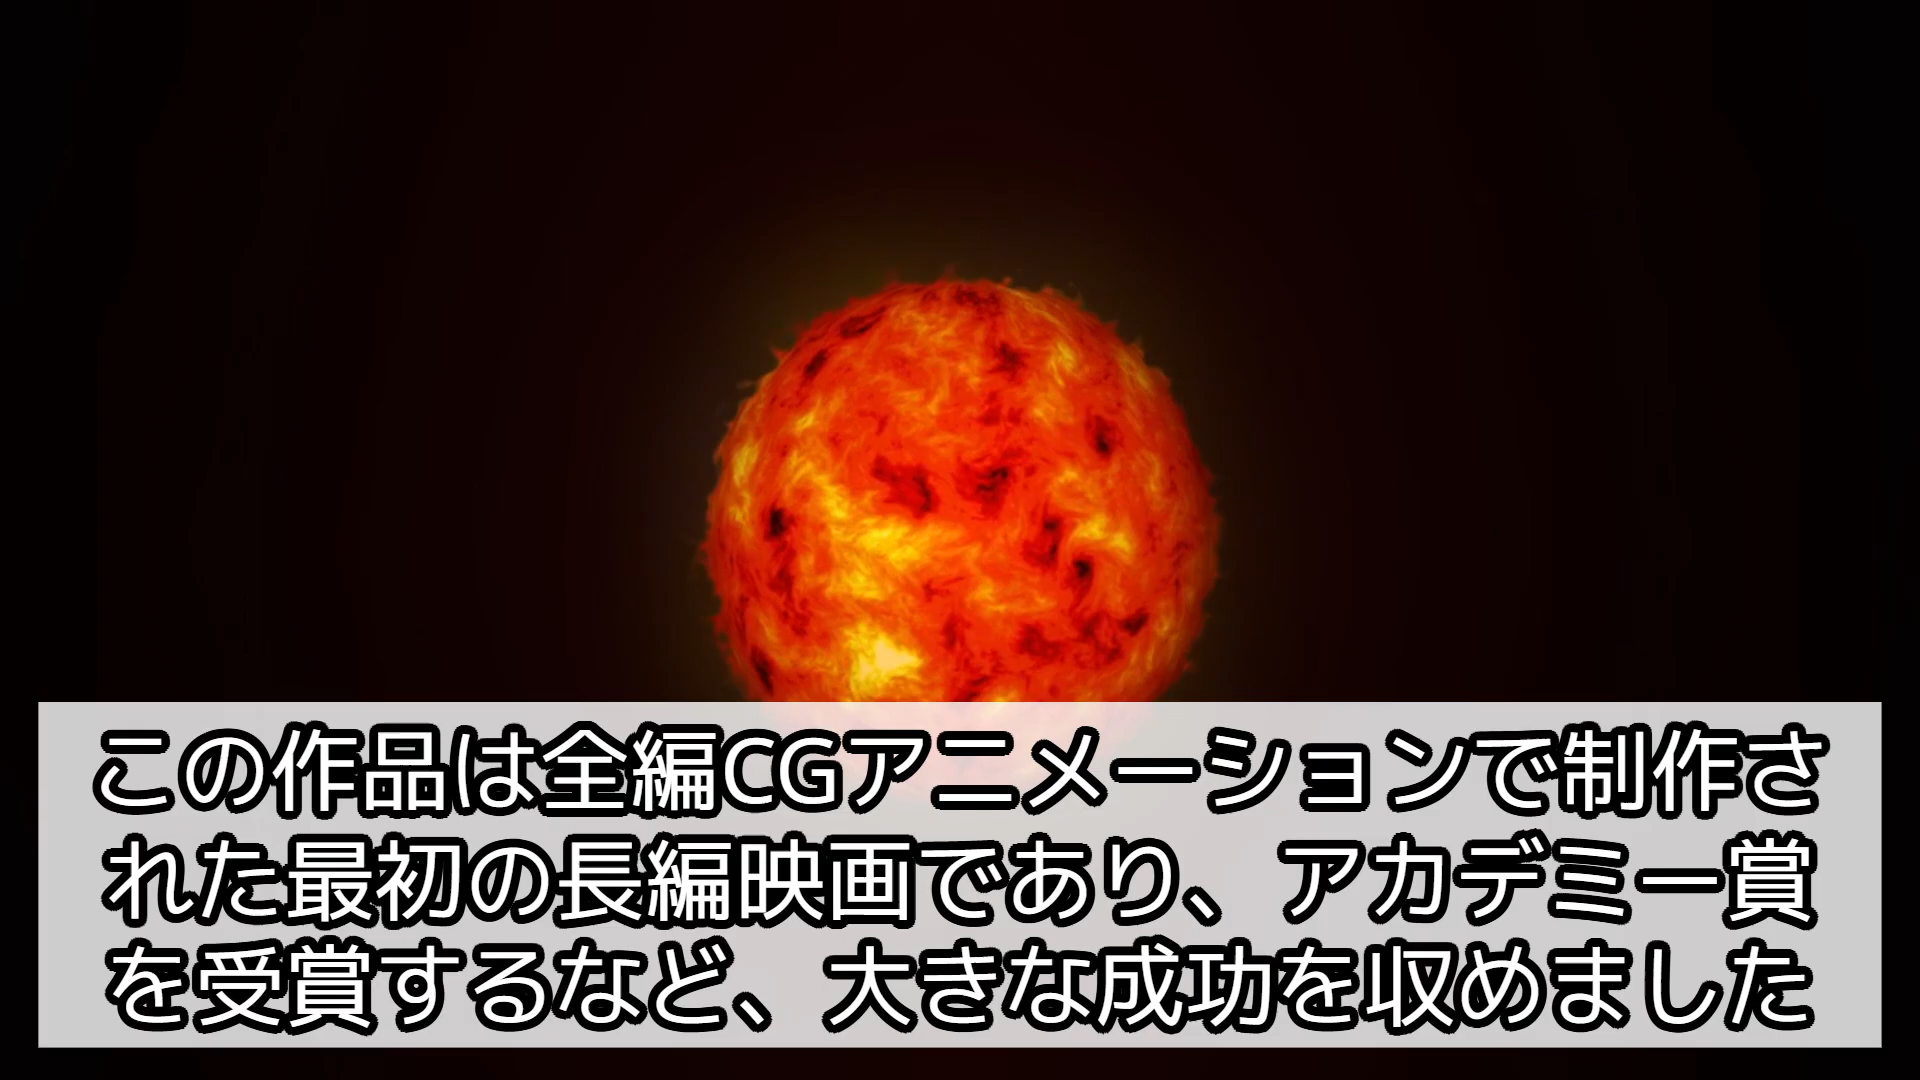 この作品は全編CGアニメーションで制作さ
れた最初の長編映画であり、アカデミー賞
を受賞するなど、大きな成功を収めました